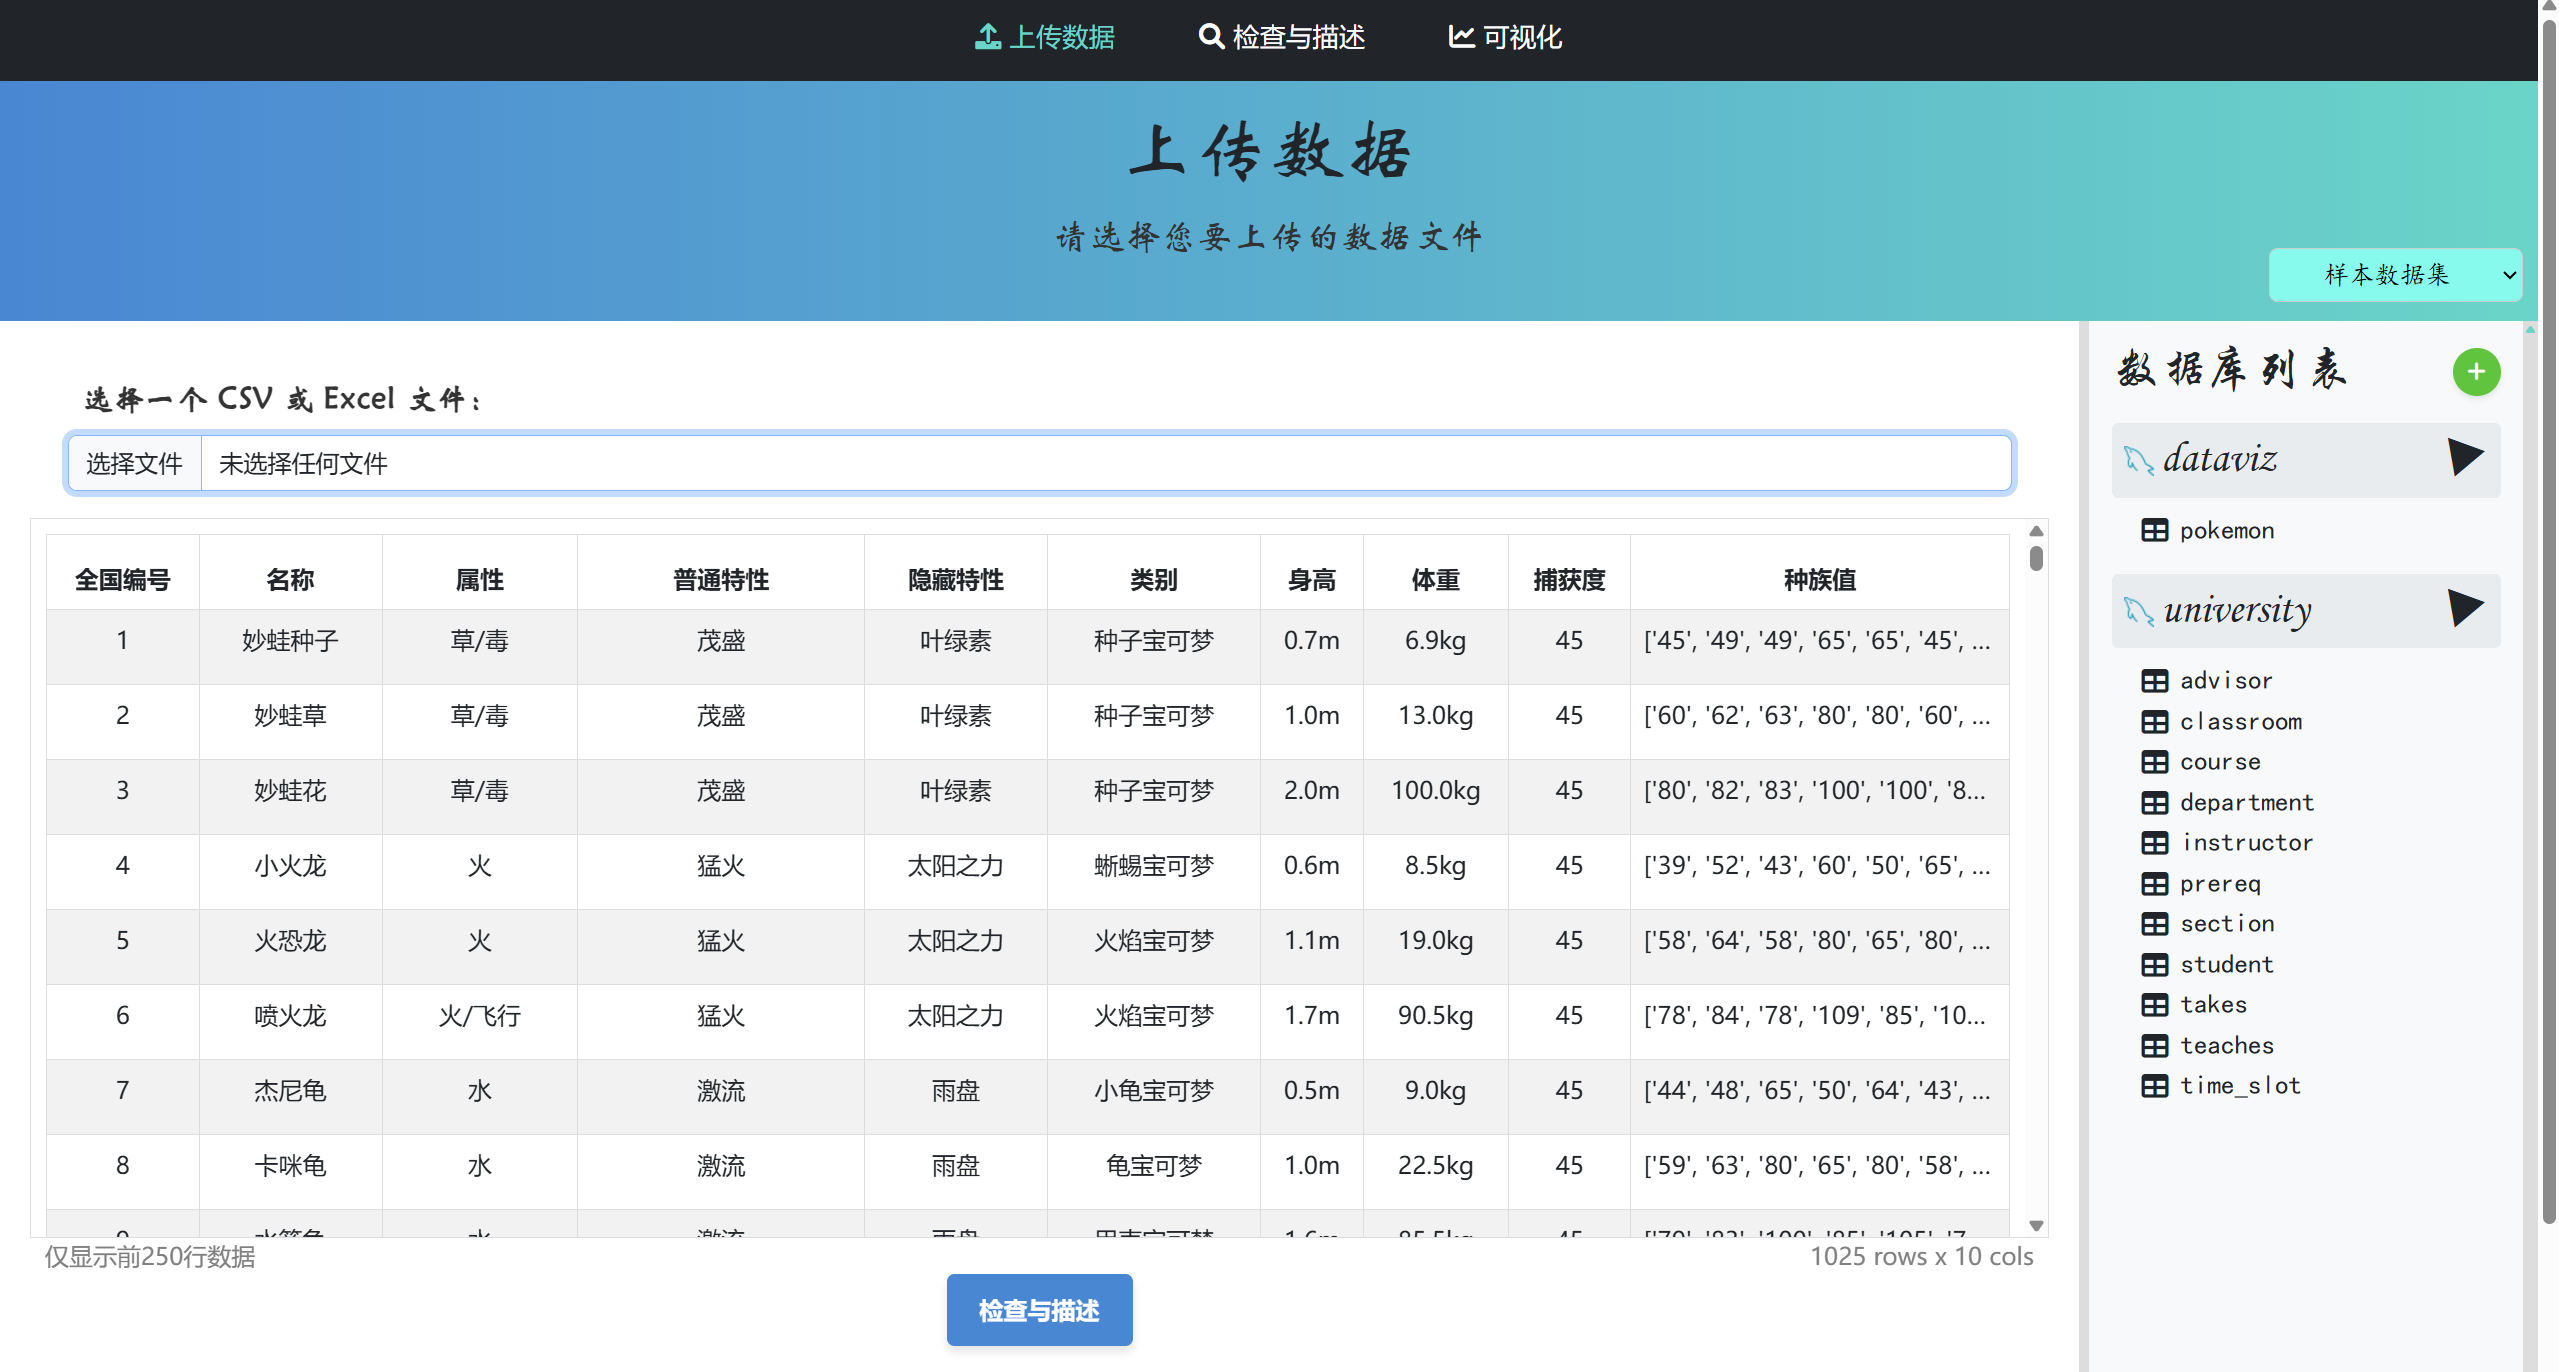 上传数据 检查与描述 可视化
上传数据
请选择您要上传的数据文件
样本数据集
选择一个 CSV 或 Excel 文件：
选择文件 未选择任何文件
全国编号 名称 属性 普通特性 隐藏特性 类别 身高 体重 捕获度 种族值
1 妙蛙种子 草/毒 茂盛 叶绿素 种子宝可梦 0.7m 6.9kg 45 ['45', '49', '49', '65', '65', '45', ...
2 妙蛙草 草/毒 茂盛 叶绿素 种子宝可梦 1.0m 13.0kg 45 ['60', '62', '63', '80', '80', '60', ...
3 妙蛙花 草/毒 茂盛 叶绿素 种子宝可梦 2.0m 100.0kg 45 ['80', '82', '83', '100', '100', '8...
4 小火龙 火 猛火 太阳之力 蜥蜴宝可梦 0.6m 8.5kg 45 ['39', '52', '43', '60', '50', '65', ...
5 火恐龙 火 猛火 太阳之力 火焰宝可梦 1.1m 19.0kg 45 ['58', '64', '58', '80', '65', '80', ...
6 喷火龙 火/飞行 猛火 太阳之力 火焰宝可梦 1.7m 90.5kg 45 ['78', '84', '78', '109', '85', '10...
7 杰尼龟 水 激流 雨盘 小龟宝可梦 0.5m 9.0kg 45 ['44', '48', '65', '50', '64', '43', ...
8 卡咪龟 水 激流 雨盘 龟宝可梦 1.0m 22.5kg 45 ['59', '63', '80', '65', '80', '58', ...
仅显示前250行数据
1025 rows x 10 cols
检查与描述
数据库列表
dataviz
pokemon
university
advisor
classroom
course
department
instructor
prereq
section
student
takes
teaches
time_slot